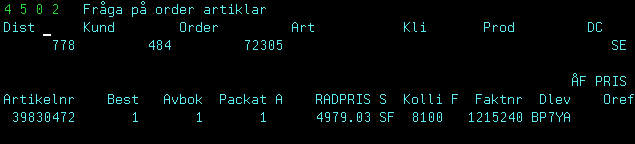 4 5 0 2 Fråga på order artiklar
Dist Kund Order Art Kli Prod DC
778 484 72305 SE
ÅF PRIS
Artikelnr Best Avbok Packat A RADPRIS S Kolli F Faktnr Dlev Oref
39830472 1 1 1 4979.03 SF 8100 1215240 BP7YA